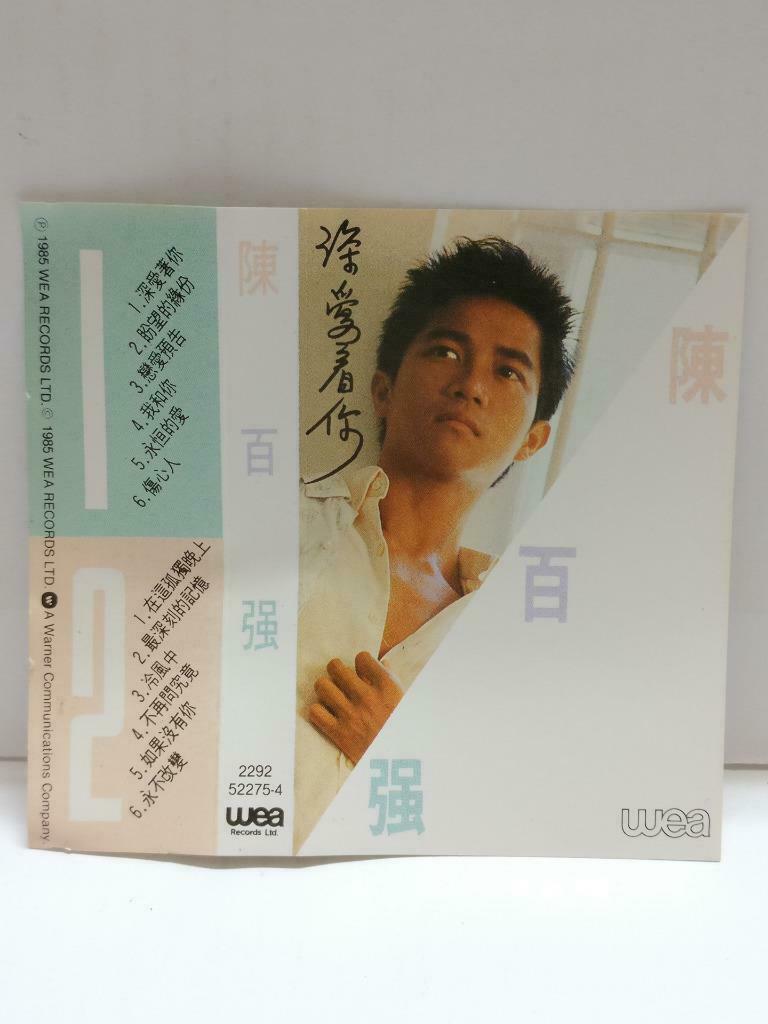 Ⓟ 1985 WEA RECORDS LTD. © 1985 WEA RECORDS LTD. W A Warner Communications Company.
1
1.深愛著你
2.盼望的緣份
3.戀愛預告
4.我和你
5.永恒的愛
6.傷心人
2
1.在這孤獨晚上
2.最深刻的記憶
3.冷風中
4.不再問究竟
5.如果沒有你
6.永不改變
陳
百
强
2292
52275-4
wea
Records Ltd.
深愛着你
陳
百
强
wea